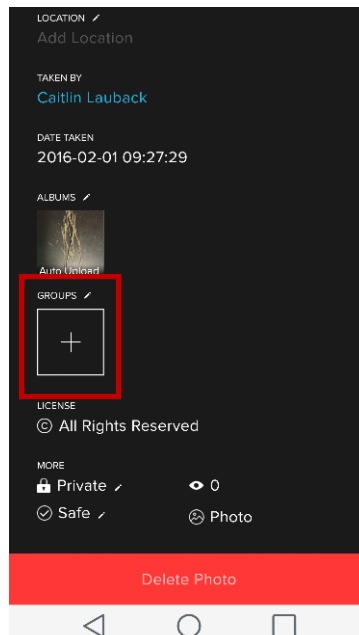 LOCATION
Add Location
TAKEN BY
Caitlin Lauback
DATE TAKEN
2016-02-01 09:27:29
ALBUMS
Auto Upload
GROUPS
LICENSE
© All Rights Reserved
MORE
Private 0
Safe Photo
Delete Photo